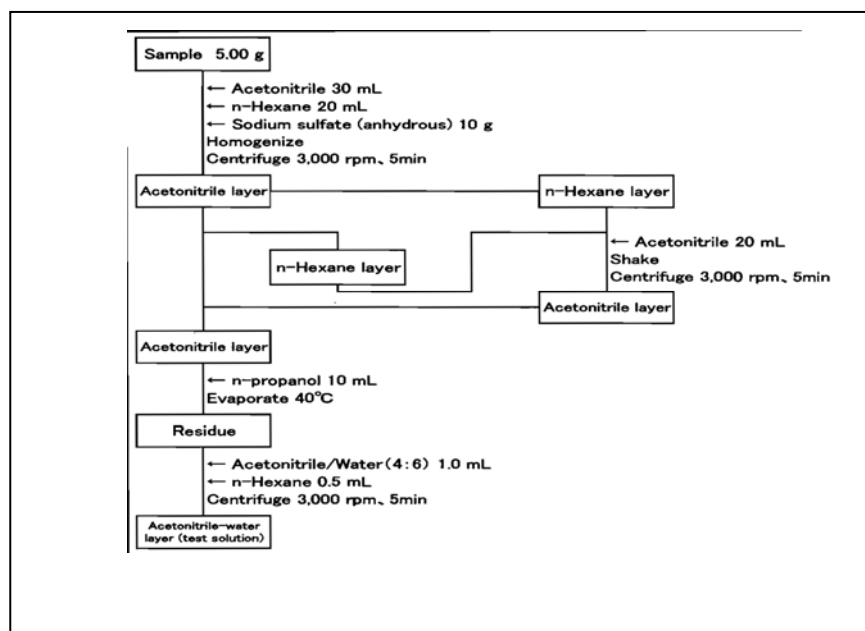 Sample 5.00 g
← Acetonitrile 30 mL
← n-Hexane 20 mL
← Sodium sulfate (anhydrous) 10 g
Homogenize
Centrifuge 3,000 rpm、5min
Acetonitrile layer
n-Hexane layer
← Acetonitrile 20 mL
Shake
Centrifuge 3,000 rpm、5min
n-Hexane layer
Acetonitrile layer
Acetonitrile layer
← n-propanol 10 mL
Evaporate 40℃
Residue
← Acetonitrile/Water(4:6) 1.0 mL
← n-Hexane 0.5 mL
Centrifuge 3,000 rpm、5min
Acetonitrile-water
layer (test solution)